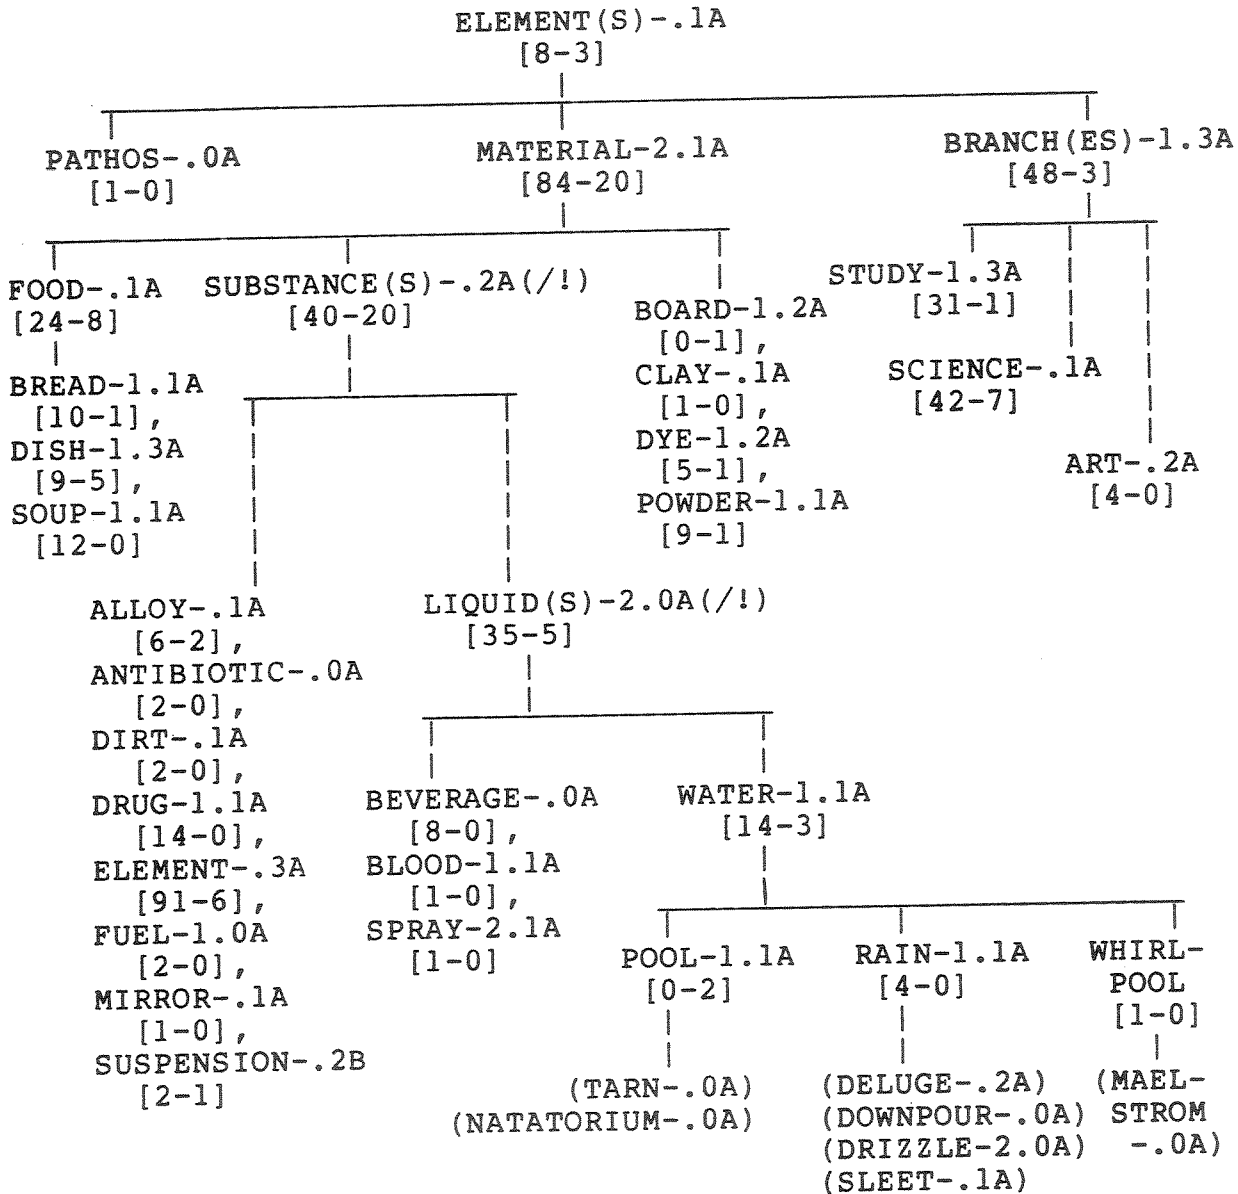 ELEMENT(S)-.1A
[8-3]
PATHOS-.0A
[1-0]
MATERIAL-2.1A
[84-20]
BRANCH(ES)-1.3A
[48-3]
FOOD-.1A
[24-8]
SUBSTANCE(S)-.2A(/!)
[40-20]
BOARD-1.2A
[0-1],
CLAY-.1A
[1-0],
DYE-1.2A
[5-1],
POWDER-1.1A
[9-1]
STUDY-1.3A
[31-1]
SCIENCE-.1A
[42-7]
ART-.2A
[4-0]
BREAD-1.1A
[10-1],
DISH-1.3A
[9-5],
SOUP-1.1A
[12-0]
ALLOY-.1A
[6-2],
ANTIBIOTIC-.0A
[2-0],
DIRT-.1A
[2-0],
DRUG-1.1A
[14-0],
ELEMENT-.3A
[91-6],
FUEL-1.0A
[2-0],
MIRROR-.1A
[1-0],
SUSPENSION-.2B
[2-1]
LIQUID(S)-2.0A(/!)
[35-5]
BEVERAGE-.0A
[8-0],
BLOOD-1.1A
[1-0],
SPRAY-2.1A
[1-0]
WATER-1.1A
[14-3]
POOL-1.1A
[0-2]
(TARN-.0A)
(NATATORIUM-.0A)
RAIN-1.1A
[4-0]
(DELUGE-.2A)
(DOWNPOUR-.0A)
(DRIZZLE-2.0A)
(SLEET-.1A)
WHIRL-
POOL
[1-0]
(MAEL-
STROM
-.0A)